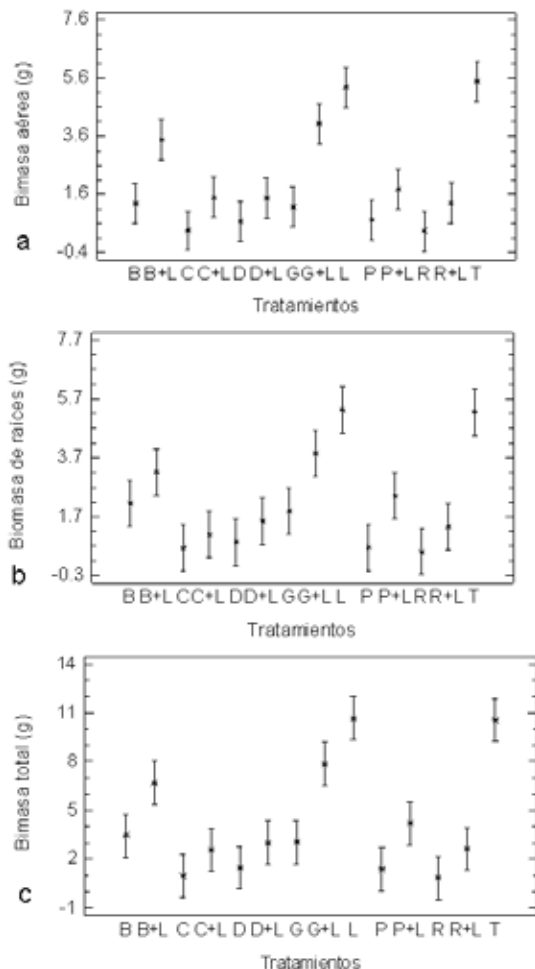 7.6
5.6
3.6
1.6
-0.4
Bimasa aérea (g)
a
B B+L C C+L D D+L G G+L L P P+L R R+L T
Tratamientos
7.7
5.7
3.7
1.7
-0.3
Biomasa de raíces (g)
b
B B+L C C+L D D+L G G+L L P P+L R R+L T
Tratamientos
14
11
8
5
2
-1
Bimasa total (g)
c
B B+L C C+L D D+L G G+L L P P+L R R+L T
Tratamientos